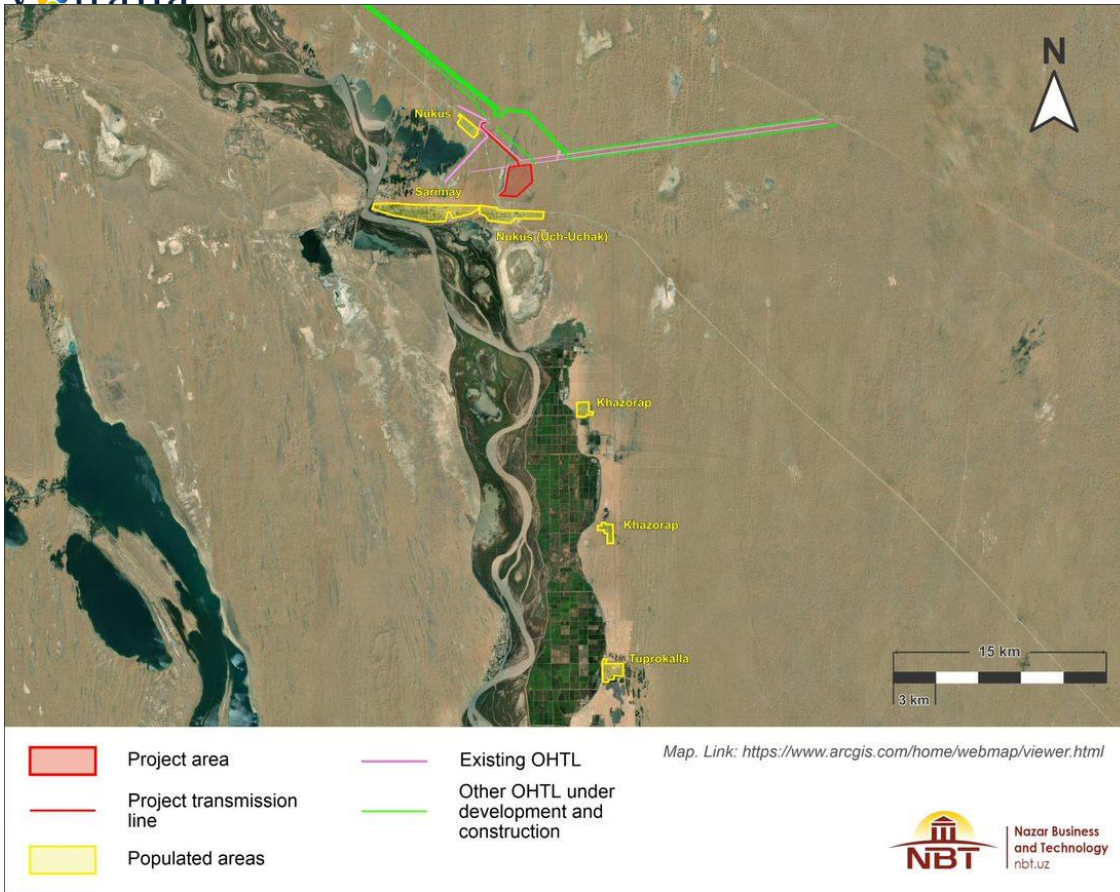 N
Nukus
Sarimay
Nukus (Uch-Uchak)
Khazorap
Khazorap
Tuprokalla
15 km
3 km
Project area
Project transmission
line
Populated areas
Existing OHTL
Other OHTL under
development and
construction
Map. Link: https://www.arcgis.com/home/webmap/viewer.html
NBT
Nazar Business
and Technology
nbt.uz